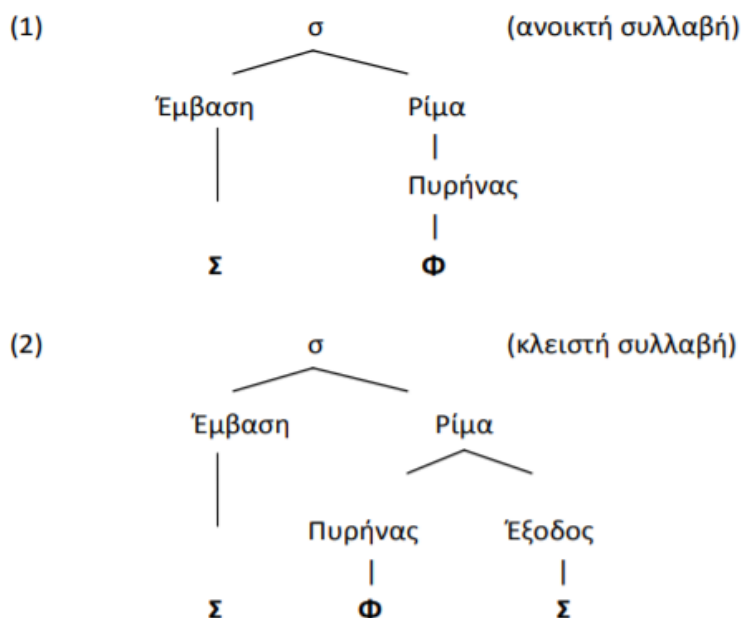 (1) σ (ανοικτή συλλαβή)
Έμβαση Ρίμα
Πυρήνας
Σ Φ
(2) σ (κλειστή συλλαβή)
Έμβαση Ρίμα
Πυρήνας Έξοδος
Σ Φ Σ